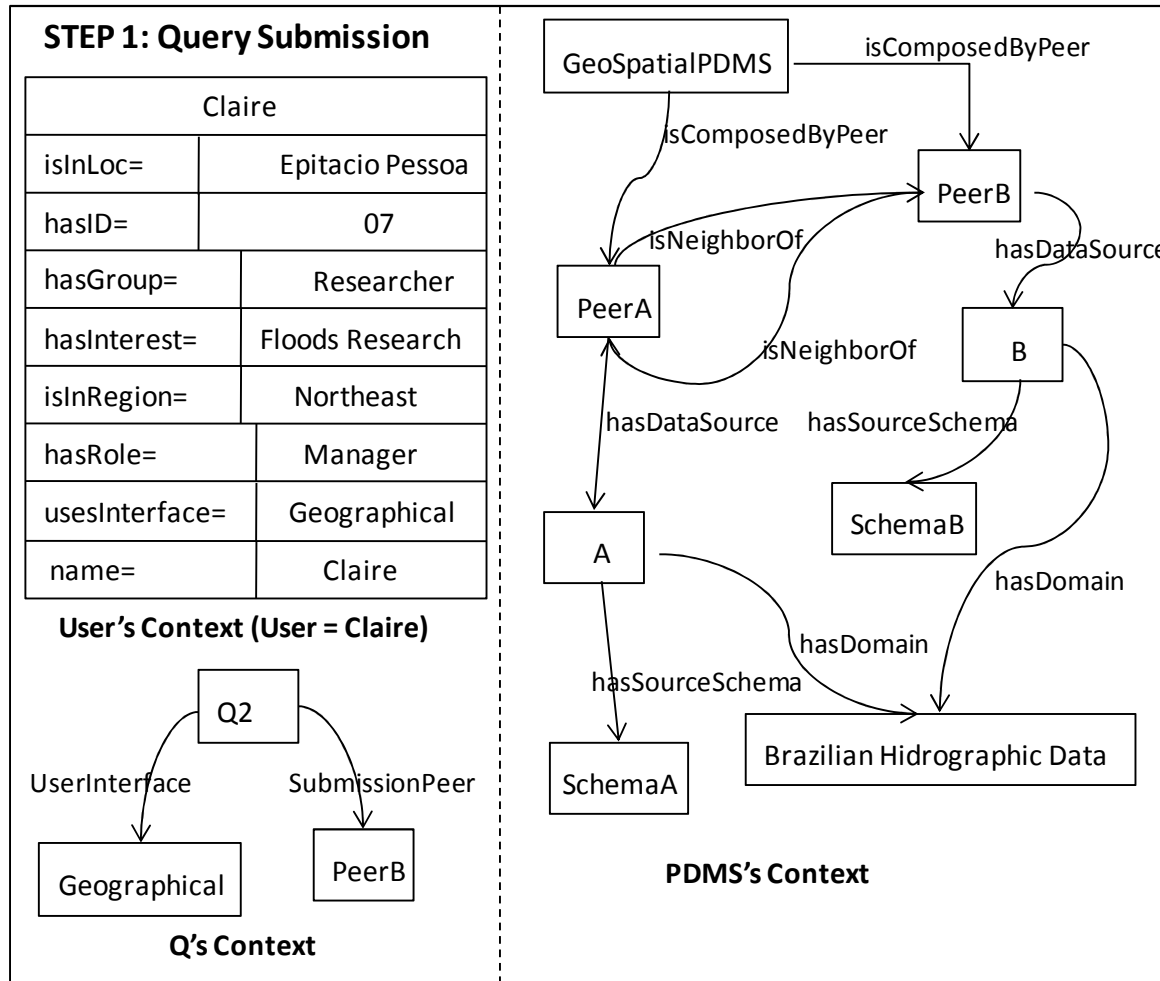 STEP 1: Query Submission
Claire
isInLoc= Epitacio Pessoa
hasID= 07
hasGroup= Researcher
hasInterest= Floods Research
isInRegion= Northeast
hasRole= Manager
usesInterface= Geographical
name= Claire
User's Context (User = Claire)
Q2
UserInterface
SubmissionPeer
Geographical
PeerB
Q's Context
GeoSpatialPDMS
isComposedByPeer
isComposedByPeer
PeerB
isNeighborOf
hasDataSource
PeerA
isNeighborOf
B
hasDataSource
hasSourceSchema
SchemaB
A
hasDomain
hasDomain
hasSourceSchema
Brazilian Hidrographic Data
SchemaA
PDMS's Context